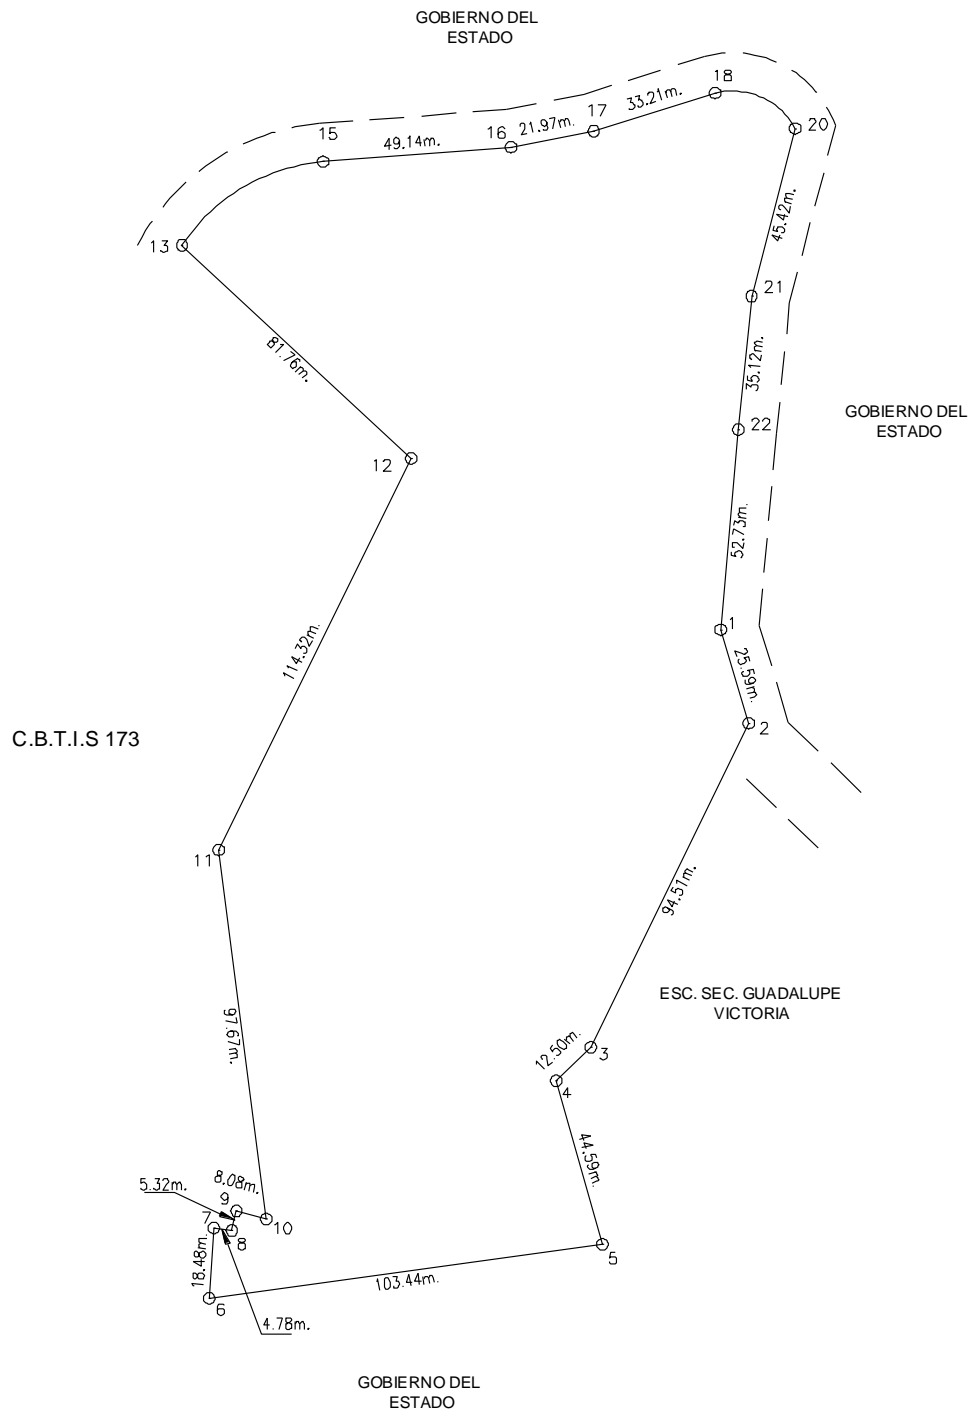 GOBIERNO DEL
ESTADO
18
33.21m.
17
20
21.97m.
16
15
49.14m.
13
45.42m.
21
81.76m.
35.12m.
GOBIERNO DEL
ESTADO
22
12
52.73m.
1
114.32m.
25.59m.
2
C.B.T.I.S 173
11
94.51m.
ESC. SEC. GUADALUPE
VICTORIA
97.67m.
12.50m.
3
4
44.59m.
8.08m.
5.32m.
9
10
7
8
5
18.48m.
103.44m.
6
4.78m.
GOBIERNO DEL
ESTADO